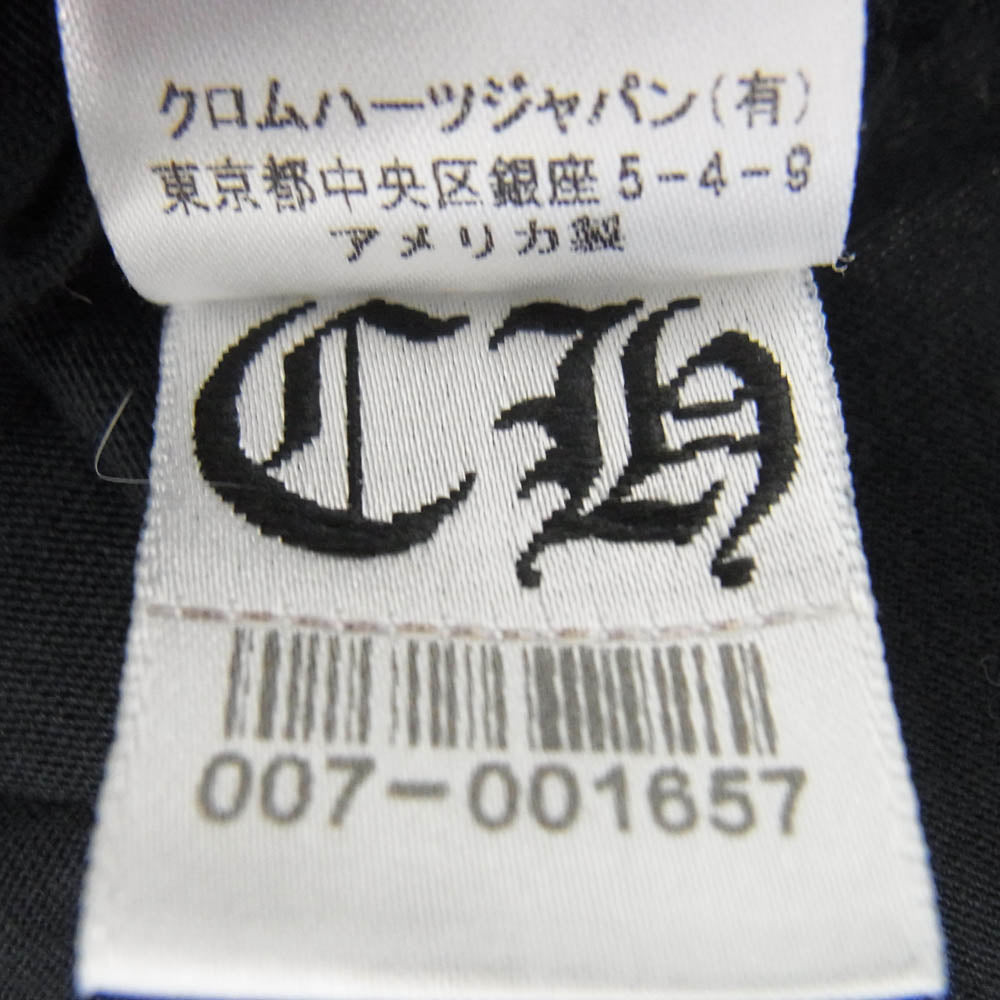 クロムハーツジャパン(有)
東京都中央区銀座5-4-9
アメリカ製
CH
007-001657